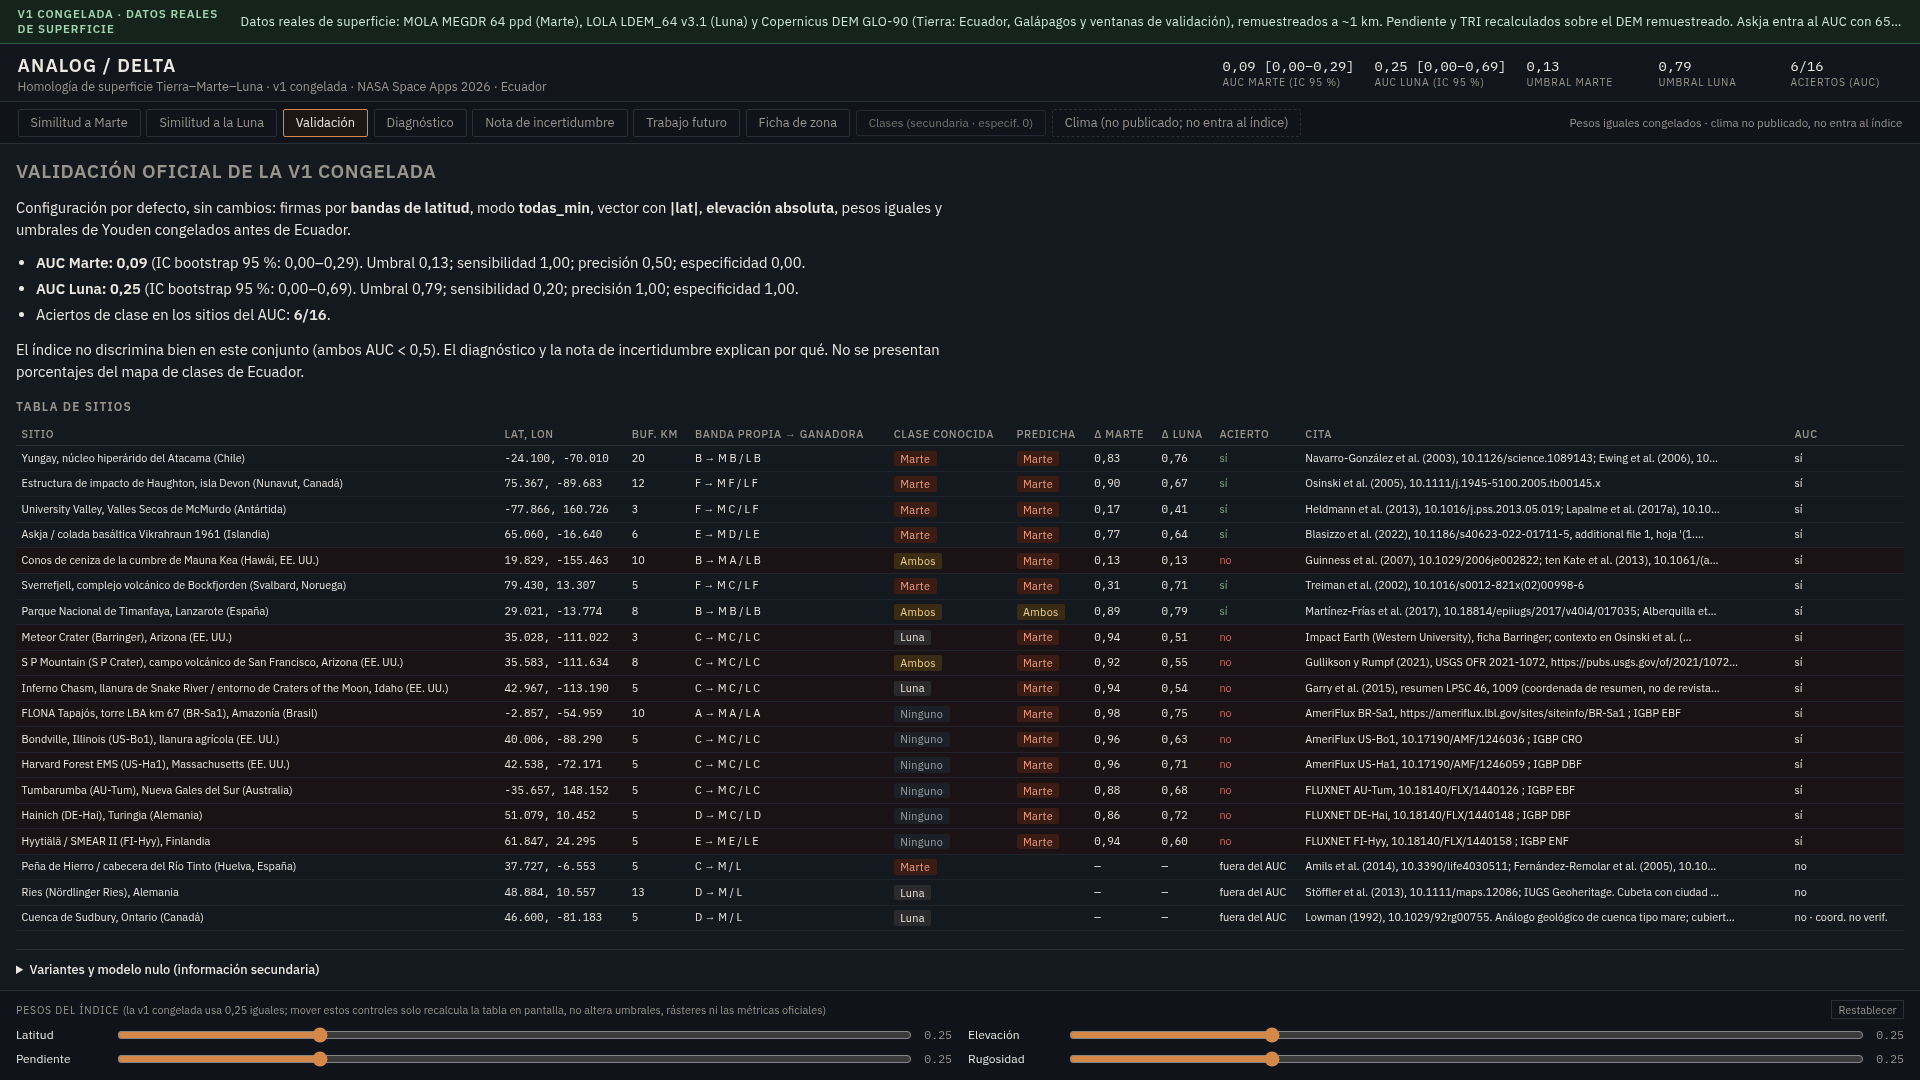 V1 CONGELADA · DATOS REALES DE SUPERFICIE
Datos reales de superficie: MOLA MEGDR 64 ppd (Marte), LOLA LDEM_64 v3.1 (Luna) y Copernicus DEM GLO-90 (Tierra: Ecuador, Galápagos y ventanas de validación), remuestreados a ~1 km. Pendiente y TRI recalculados sobre el DEM remuestreado. Askja entra al AUC con 65…
ANALOG / DELTA
Homología de superficie Tierra–Marte–Luna · v1 congelada · NASA Space Apps 2026 · Ecuador
0,09 [0,00–0,29] 0,25 [0,00–0,69] 0,13 0,79 6/16
AUC MARTE (IC 95 %) AUC LUNA (IC 95 %) UMBRAL MARTE UMBRAL LUNA ACIERTOS (AUC)
Similitud a Marte Similitud a la Luna Validación Diagnóstico Nota de incertidumbre Trabajo futuro Ficha de zona Clases (secundaria · especif. 0) Clima (no publicado; no entra al índice) Pesos iguales congelados · clima no publicado, no entra al índice
VALIDACIÓN OFICIAL DE LA V1 CONGELADA
Configuración por defecto, sin cambios: firmas por bandas de latitud, modo todas_min, vector con |lat|, elevación absoluta, pesos iguales y
umbrales de Youden congelados antes de Ecuador.
• AUC Marte: 0,09 (IC bootstrap 95 %: 0,00–0,29). Umbral 0,13; sensibilidad 1,00; precisión 0,50; especificidad 0,00.
• AUC Luna: 0,25 (IC bootstrap 95 %: 0,00–0,69). Umbral 0,79; sensibilidad 0,20; precisión 1,00; especificidad 1,00.
• Aciertos de clase en los sitios del AUC: 6/16.
El índice no discrimina bien en este conjunto (ambos AUC < 0,5). El diagnóstico y la nota de incertidumbre explican por qué. No se presentan
porcentajes del mapa de clases de Ecuador.
TABLA DE SITIOS
SITIO LAT, LON BUF. KM BANDA PROPIA → GANADORA CLASE CONOCIDA PREDICHA Δ MARTE Δ LUNA ACIERTO CITA AUC
Yungay, núcleo hiperárido del Atacama (Chile) -24.100, -70.010 20 B → M B / L B Marte Marte 0,83 0,76 sí Navarro-González et al. (2003), 10.1126/science.1089143; Ewing et al. (2006), 10… sí
Estructura de impacto de Haughton, isla Devon (Nunavut, Canadá) 75.367, -89.683 12 F → M F / L F Marte Marte 0,90 0,67 sí Osinski et al. (2005), 10.1111/j.1945-5100.2005.tb00145.x sí
University Valley, Valles Secos de McMurdo (Antártida) -77.866, 160.726 3 F → M C / L F Marte Marte 0,17 0,41 sí Heldmann et al. (2013), 10.1016/j.pss.2013.05.019; Lapalme et al. (2017a), 10.10… sí
Askja / colada basáltica Vikrahraun 1961 (Islandia) 65.060, -16.640 6 E → M D / L E Marte Marte 0,77 0,64 sí Blasizzo et al. (2022), 10.1186/s40623-022-01711-5, additional file 1, hoja '(1.… sí
Conos de ceniza de la cumbre de Mauna Kea (Hawái, EE. UU.) 19.829, -155.463 10 B → M A / L B Ambos Marte 0,13 0,13 no Guinness et al. (2007), 10.1029/2006je002822; ten Kate et al. (2013), 10.1061/(a… sí
Sverrefjell, complejo volcánico de Bockfjorden (Svalbard, Noruega) 79.430, 13.307 5 F → M C / L F Marte Marte 0,31 0,71 sí Treiman et al. (2002), 10.1016/s0012-821x(02)00998-6 sí
Parque Nacional de Timanfaya, Lanzarote (España) 29.021, -13.774 8 B → M B / L B Ambos Ambos 0,89 0,79 sí Martínez-Frías et al. (2017), 10.18814/epiiugs/2017/v40i4/017035; Alberquilla et… sí
Meteor Crater (Barringer), Arizona (EE. UU.) 35.028, -111.022 3 C → M C / L C Luna Marte 0,94 0,51 no Impact Earth (Western University), ficha Barringer; contexto en Osinski et al. (… sí
S P Mountain (S P Crater), campo volcánico de San Francisco, Arizona (EE. UU.) 35.583, -111.634 8 C → M C / L C Ambos Marte 0,92 0,55 no Gullikson y Rumpf (2021), USGS OFR 2021-1072, https://pubs.usgs.gov/of/2021/1072… sí
Inferno Chasm, llanura de Snake River / entorno de Craters of the Moon, Idaho (EE. UU.) 42.967, -113.190 5 C → M C / L C Luna Marte 0,94 0,54 no Garry et al. (2015), resumen LPSC 46, 1009 (coordenada de resumen, no de revista… sí
FLONA Tapajós, torre LBA km 67 (BR-Sa1), Amazonía (Brasil) -2.857, -54.959 10 A → M A / L A Ninguno Marte 0,98 0,75 no AmeriFlux BR-Sa1, https://ameriflux.lbl.gov/sites/siteinfo/BR-Sa1 ; IGBP EBF sí
Bondville, Illinois (US-Bo1), llanura agrícola (EE. UU.) 40.006, -88.290 5 C → M C / L C Ninguno Marte 0,96 0,63 no AmeriFlux US-Bo1, 10.17190/AMF/1246036 ; IGBP CRO sí
Harvard Forest EMS (US-Ha1), Massachusetts (EE. UU.) 42.538, -72.171 5 C → M C / L C Ninguno Marte 0,96 0,71 no AmeriFlux US-Ha1, 10.17190/AMF/1246059 ; IGBP DBF sí
Tumbarumba (AU-Tum), Nueva Gales del Sur (Australia) -35.657, 148.152 5 C → M C / L C Ninguno Marte 0,88 0,68 no FLUXNET AU-Tum, 10.18140/FLX/1440126 ; IGBP EBF sí
Hainich (DE-Hai), Turingia (Alemania) 51.079, 10.452 5 D → M C / L D Ninguno Marte 0,86 0,72 no FLUXNET DE-Hai, 10.18140/FLX/1440148 ; IGBP DBF sí
Hyytiälä / SMEAR II (FI-Hyy), Finlandia 61.847, 24.295 5 E → M E / L E Ninguno Marte 0,94 0,60 no FLUXNET FI-Hyy, 10.18140/FLX/1440158 ; IGBP ENF sí
Peña de Hierro / cabecera del Río Tinto (Huelva, España) 37.727, -6.553 5 C → M / L Marte — — fuera del AUC Amils et al. (2014), 10.3390/life4030511; Fernández-Remolar et al. (2005), 10.10… no
Ries (Nördlinger Ries), Alemania 48.884, 10.557 13 D → M / L Luna — — fuera del AUC Stöffler et al. (2013), 10.1111/maps.12086; IUGS Geoheritage. Cubeta con ciudad … no
Cuenca de Sudbury, Ontario (Canadá) 46.600, -81.183 5 D → M / L Luna — — fuera del AUC Lowman (1992), 10.1029/92rg00755. Análogo geológico de cuenca tipo mare; cubiert… no · coord. no verif.
▶ Variantes y modelo nulo (información secundaria)
PESOS DEL ÍNDICE (la v1 congelada usa 0,25 iguales; mover estos controles solo recalcula la tabla en pantalla, no altera umbrales, rásteres ni las métricas oficiales) Restablecer
Latitud 0.25 Elevación 0.25
Pendiente 0.25 Rugosidad 0.25